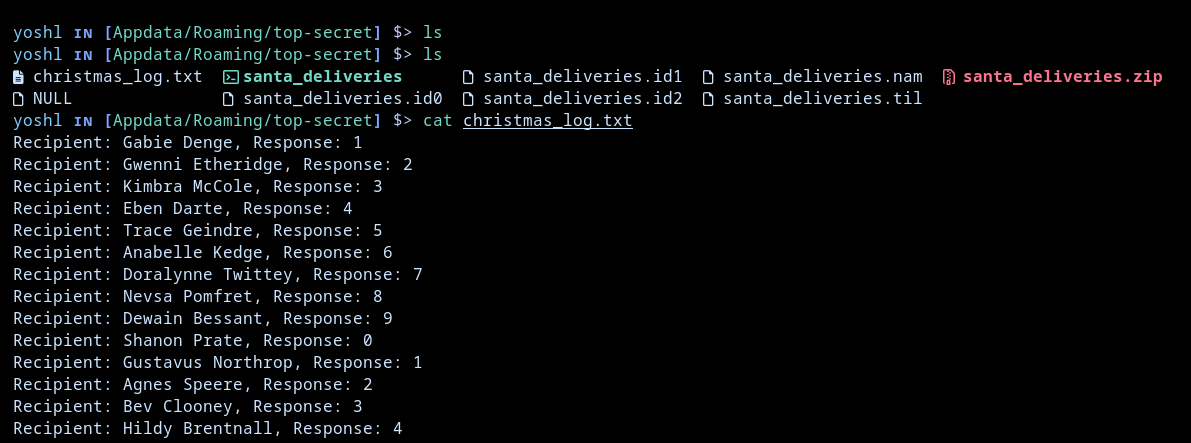 yoshl IN [Appdata/Roaming/top-secret] $> ls
yoshl IN [Appdata/Roaming/top-secret] $> ls
christmas_log.txt santa_deliveries santa_deliveries.id1 santa_deliveries.nam santa_deliveries.zip
NULL santa_deliveries.id0 santa_deliveries.id2 santa_deliveries.til
yoshl IN [Appdata/Roaming/top-secret] $> cat christmas_log.txt
Recipient: Gabie Denge, Response: 1
Recipient: Gwenni Etheridge, Response: 2
Recipient: Kimbra McCole, Response: 3
Recipient: Eben Darte, Response: 4
Recipient: Trace Geindre, Response: 5
Recipient: Anabelle Kedge, Response: 6
Recipient: Doralynne Twittey, Response: 7
Recipient: Nevsa Pomfret, Response: 8
Recipient: Dewain Bessant, Response: 9
Recipient: Shanon Prate, Response: 0
Recipient: Gustavus Northrop, Response: 1
Recipient: Agnes Speere, Response: 2
Recipient: Bev Clooney, Response: 3
Recipient: Hildy Brentnall, Response: 4